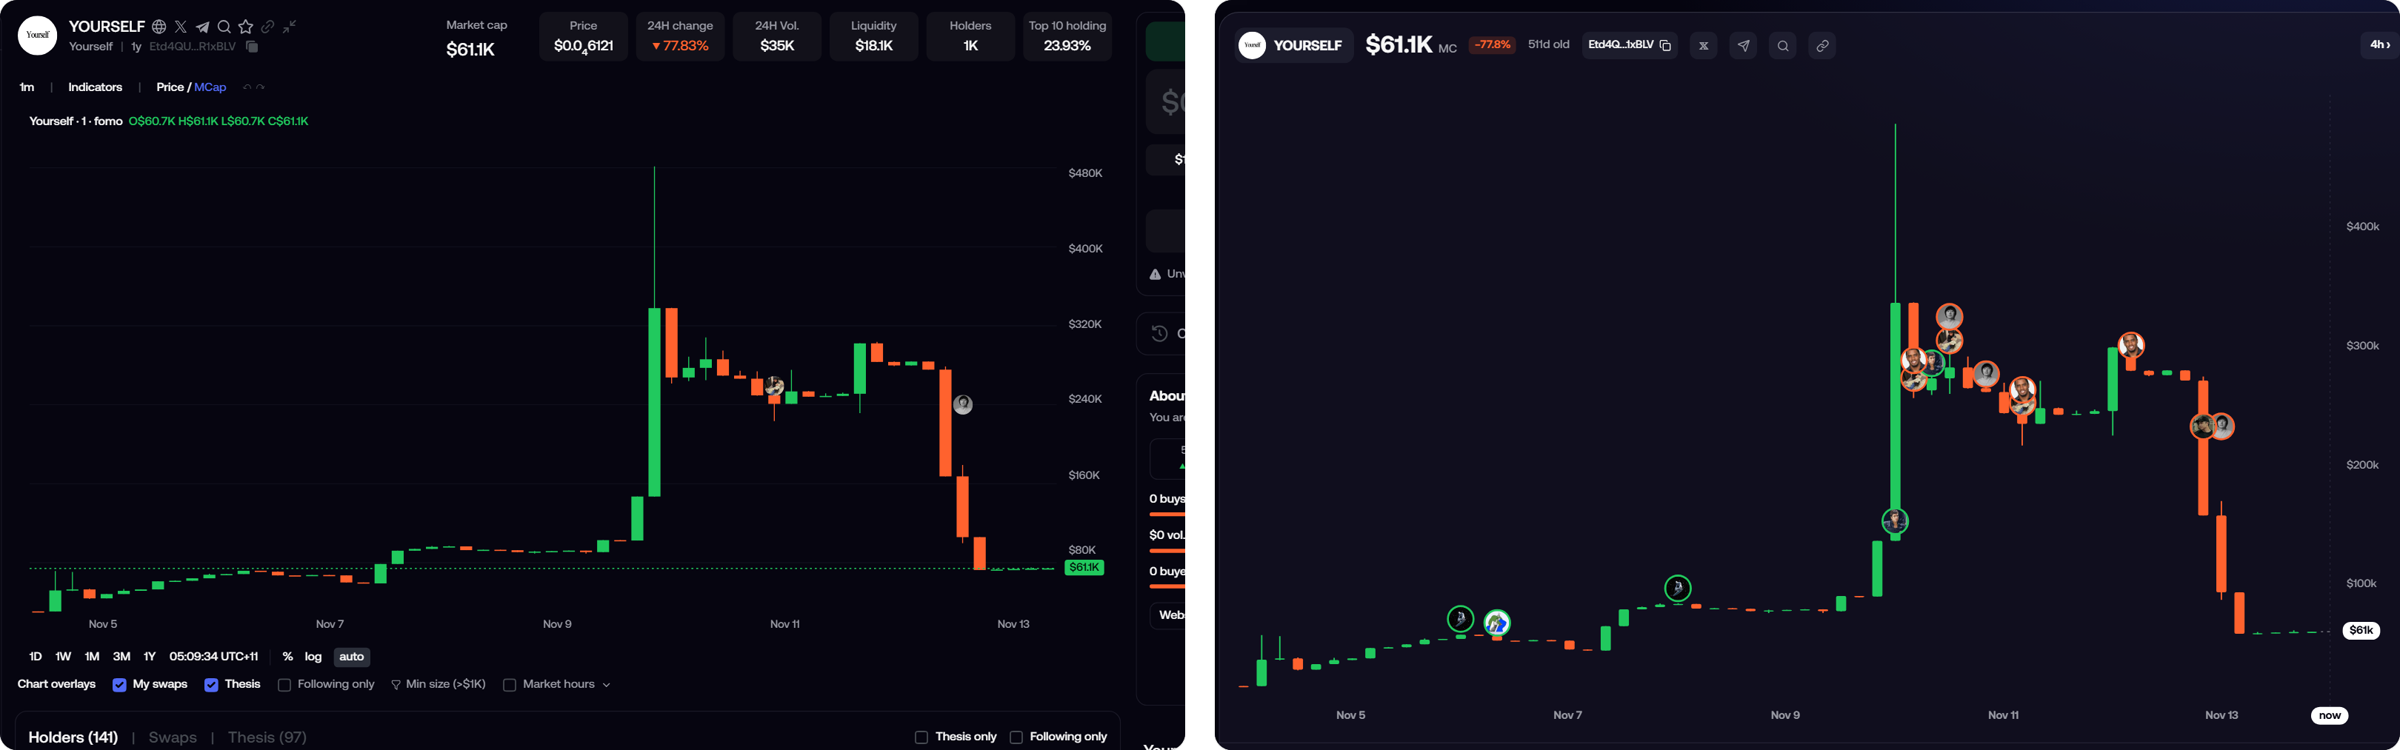 YOURSELF
Yourself | 1y Etd4QU...R1xBLV
Market cap
$61.1K
Price
$0.0₄6121
24H change
▼77.83%
24H Vol.
$35K
Liquidity
$18.1K
Holders
1K
Top 10 holding
23.93%
1m | Indicators | Price / MCap
Yourself · 1 · fomo O$60.7K H$61.1K L$60.7K C$61.1K
$480K
$400K
$320K
$240K
$160K
$80K
$61.1K
Nov 5 Nov 7 Nov 9 Nov 11 Nov 13
1D 1W 1M 3M 1Y 05:09:34 UTC+11 % log auto
Chart overlays My swaps Thesis Following only Min size (>$1K) Market hours
Holders (141) | Swaps | Thesis (97) Thesis only Following only
0 buys
$0 vol.
0 buye
Webs
YOURSELF $61.1K MC -77.8% 511d old Etd4Q...1xBLV 4h ›
$400k
$300k
$200k
$100k
$61k
Nov 5 Nov 7 Nov 9 Nov 11 Nov 13 now